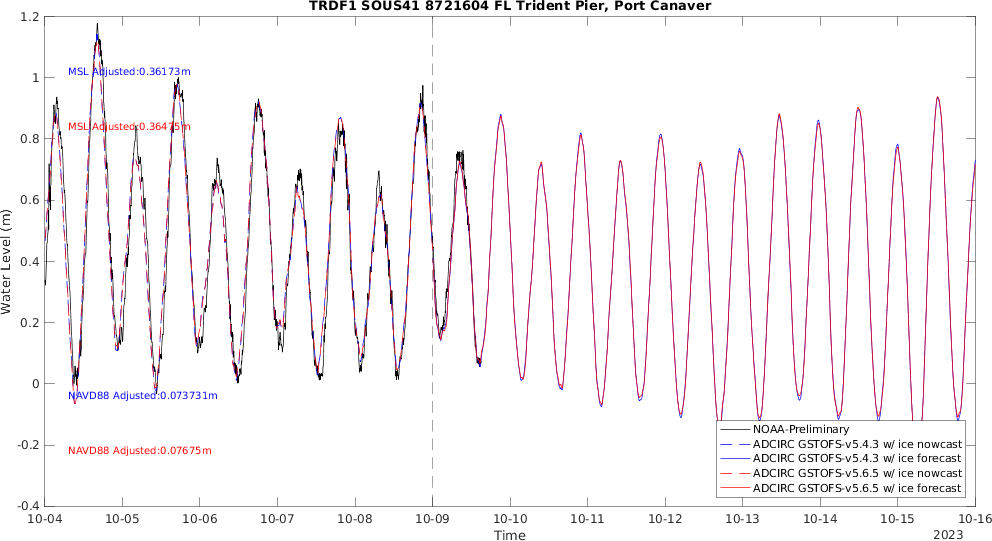 TRDF1 SOUS41 8721604 FL Trident Pier, Port Canaver
1.2
1
0.8
0.6
0.4
0.2
0
-0.2
-0.4
Water Level (m)
MSL Adjusted:0.36173m
MSL Adjusted:0.36475m
NAVD88 Adjusted:0.073731m
NAVD88 Adjusted:0.07675m
NOAA-Preliminary
ADCIRC GSTOFS-v5.4.3 w/ ice nowcast
ADCIRC GSTOFS-v5.4.3 w/ ice forecast
ADCIRC GSTOFS-v5.6.5 w/ ice nowcast
ADCIRC GSTOFS-v5.6.5 w/ ice forecast
10-04 10-05 10-06 10-07 10-08 10-09 10-10 10-11 10-12 10-13 10-14 10-15 10-16
Time
2023